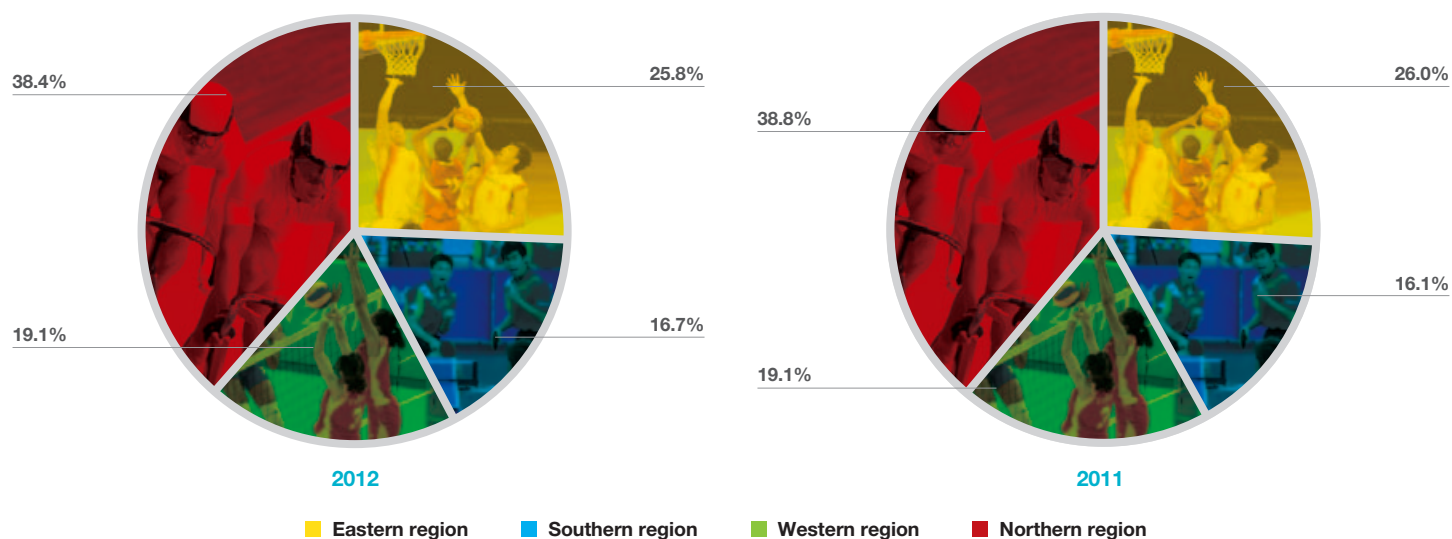 38.4%
25.8%
19.1%
16.7%
2012
38.8%
26.0%
19.1%
16.1%
2011
Eastern region
Southern region
Western region
Northern region